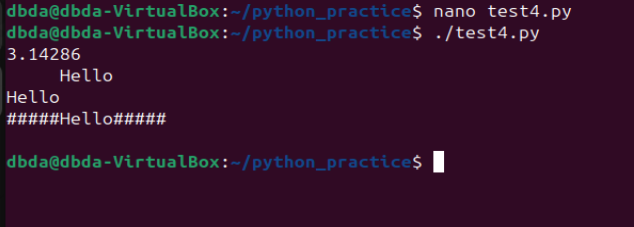 dbda@dbda-VirtualBox:~/python_practice$ nano test4.py
dbda@dbda-VirtualBox:~/python_practice$ ./test4.py
3.14286
     Hello
Hello
#####Hello#####

dbda@dbda-VirtualBox:~/python_practice$